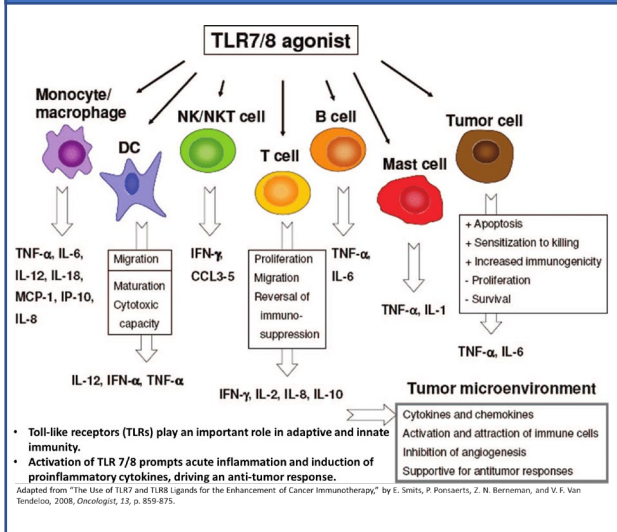 TLR7/8 agonist
Monocyte/
macrophage
DC
NK/NKT cell
T cell
B cell
Mast cell
Tumor cell
TNF-α, IL-6,
IL-12, IL-18,
MCP-1, IP-10,
IL-8
Migration
Maturation
Cytotoxic
capacity
IL-12, IFN-α, TNF-α
IFN-γ,
CCL3-5
Proliferation
Migration
Reversal of
immuno-
suppression
IFN-γ, IL-2, IL-8, IL-10
TNF-α,
IL-6
TNF-α, IL-1
+ Apoptosis
+ Sensitization to killing
+ Increased immunogenicity
- Proliferation
- Survival
TNF-α, IL-6
Tumor microenvironment
Cytokines and chemokines
Activation and attraction of immune cells
Inhibition of angiogenesis
Supportive for antitumor responses
• Toll-like receptors (TLRs) play an important role in adaptive and innate
immunity.
• Activation of TLR 7/8 prompts acute inflammation and induction of
proinflammatory cytokines, driving an anti-tumor response.
Adapted from "The Use of TLR7 and TLR8 Ligands for the Enhancement of Cancer Immunotherapy," by E. Smits, P. Ponsaerts, Z. N. Berneman, and V. F. Van
Tendeloo, 2008, Oncologist, 13, p. 859-875.